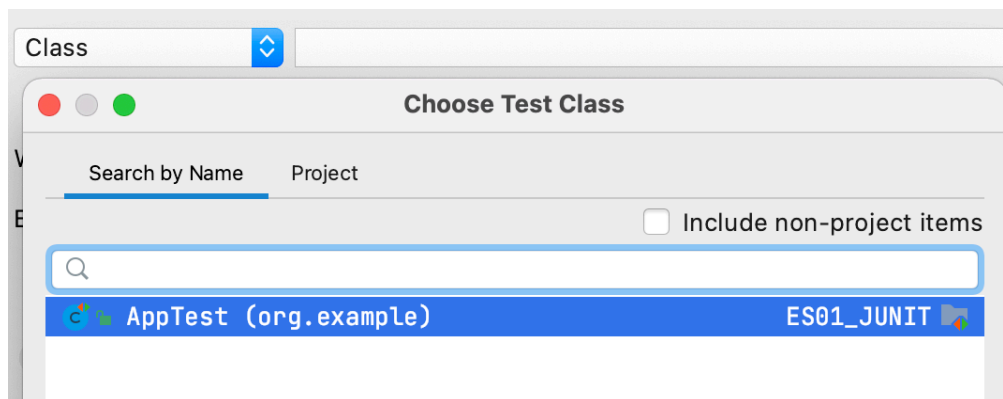 Class
Choose Test Class
Search by Name Project
Include non-project items
AppTest (org.example) ES01_JUNIT